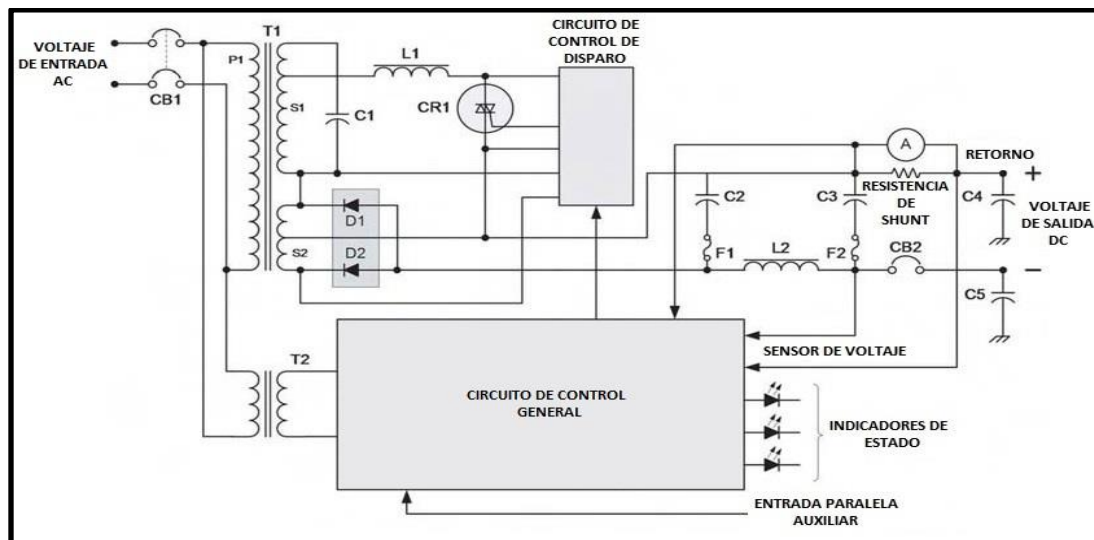 CIRCUITO DE
CONTROL DE
DISPARO
VOLTAJE
DE ENTRADA
AC
CB1
T1
P1
S1
S2
C1
L1
CR1
D1
D2
A
RETORNO
+
RESISTENCIA
DE
SHUNT
C2
C3
C4
VOLTAJE
DE SALIDA
DC
F1
L2
F2
CB2
−
C5
T2
SENSOR DE VOLTAJE
CIRCUITO DE CONTROL
GENERAL
INDICADORES DE
ESTADO
ENTRADA PARALELA
AUXILIAR